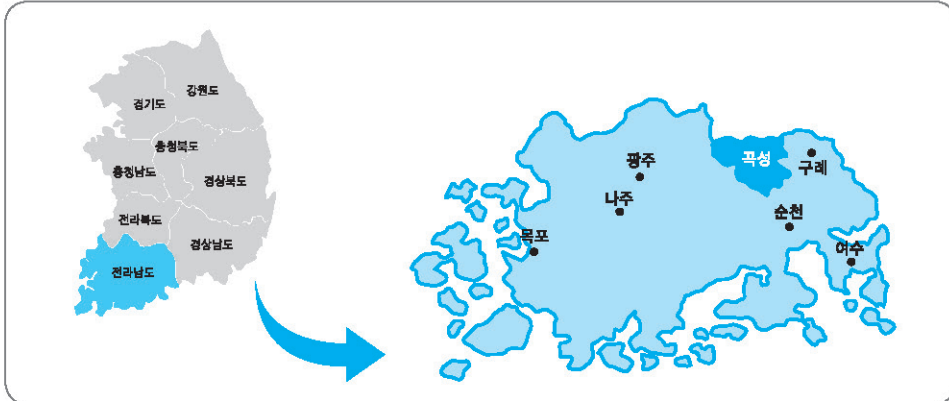 강원도
경기도
충청북도
충청남도
경상북도
전라북도
경상남도
전라남도
광주
곡성
구례
나주
순천
목포
여수